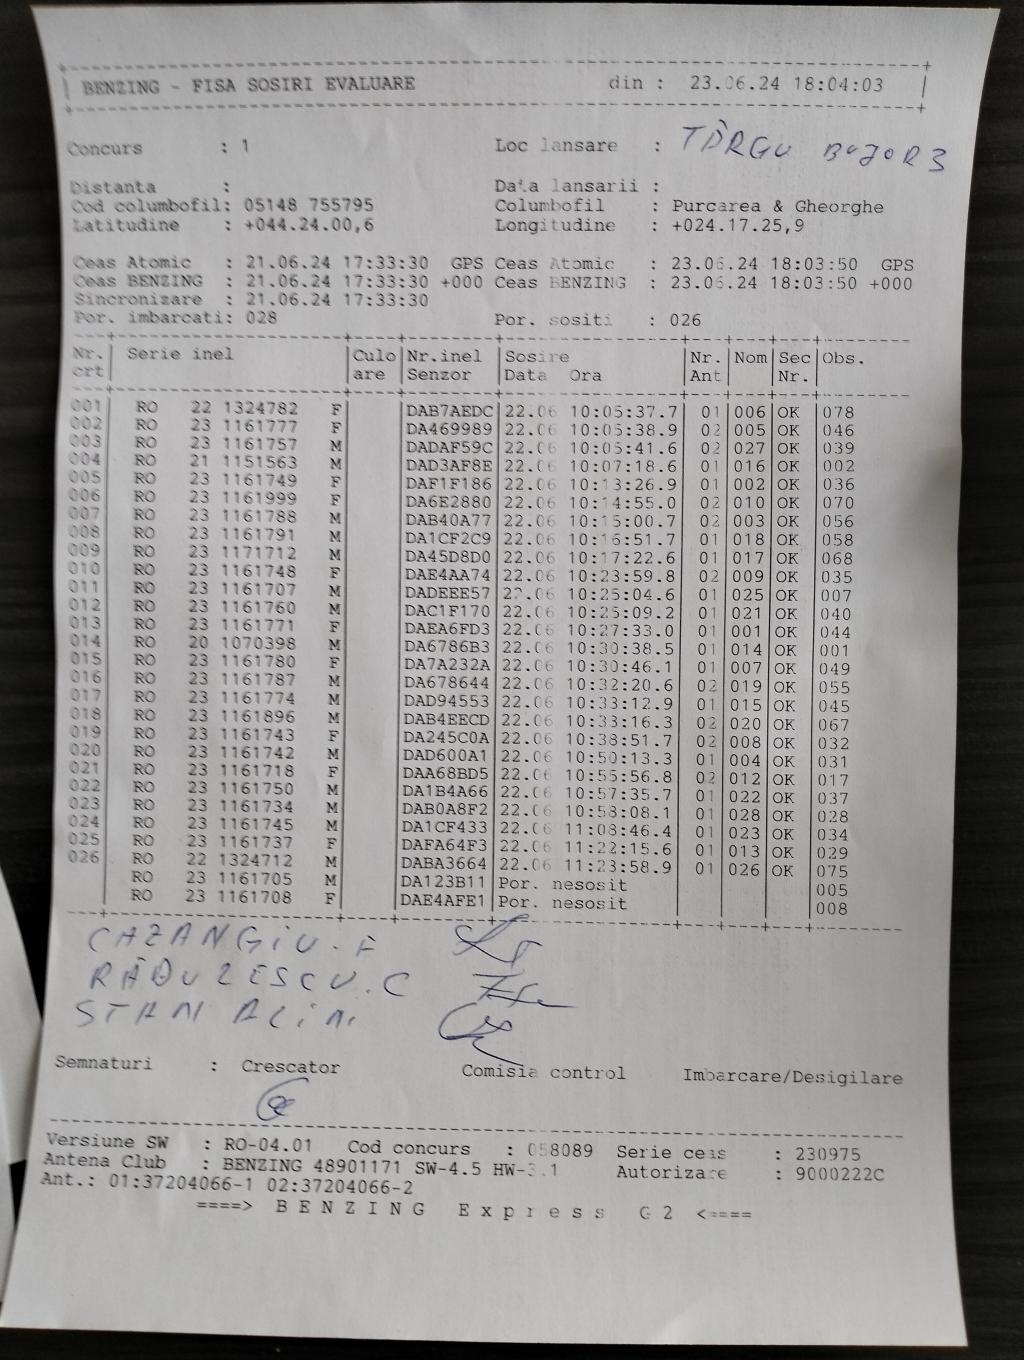 BENZING - FISA SOSIRI EVALUARE din : 23.06.24 18:04:03
Concurs : 1 Loc lansare : TÂRGU BUJOR 3
Distanta : Data lansarii :
Cod columbofil: 05148 755795 Columbofil : Purcarea & Gheorghe
Latitudine : +044.24.00,6 Longitudine : +024.17.25,9
Ceas Atomic : 21.06.24 17:33:30 GPS Ceas Atomic : 23.06.24 18:03:50 GPS
Ceas BENZING : 21.06.24 17:33:30 +000 Ceas BENZING : 23.06.24 18:03:50 +000
Sincronizare : 21.06.24 17:33:30
Por. imbarcati: 028 Por. sositi : 026
Nr. Serie inel Culo Nr.inel Sosire Nr. Nom Sec Obs.
crt are Senzor Data Ora Ant Nr.
001 RO 22 1324782 F DAB7AEDC 22.06 10:05:37.7 01 006 OK 078
002 RO 23 1161777 F DA469989 22.06 10:05:38.9 02 005 OK 046
003 RO 23 1161757 M DADAF59C 22.06 10:05:41.6 02 027 OK 039
004 RO 21 1151563 M DAD3AF8E 22.06 10:07:18.6 01 016 OK 002
005 RO 23 1161749 F DAF1F186 22.06 10:13:26.9 01 002 OK 036
006 RO 23 1161999 F DA6E2880 22.06 10:14:55.0 02 010 OK 070
007 RO 23 1161788 M DAB40A77 22.06 10:15:00.7 02 003 OK 056
008 RO 23 1161791 M DA1CF2C9 22.06 10:16:51.7 01 018 OK 058
009 RO 23 1171712 M DA45D8D0 22.06 10:17:22.6 01 017 OK 068
010 RO 23 1161748 F DAE4AA74 22.06 10:23:59.8 02 009 OK 035
011 RO 23 1161707 M DADEEE57 22.06 10:25:04.6 01 025 OK 007
012 RO 23 1161760 M DAC1F170 22.06 10:25:09.2 01 021 OK 040
013 RO 23 1161771 F DAEA6FD3 22.06 10:27:33.0 01 001 OK 044
014 RO 20 1070398 M DA6786B3 22.06 10:30:38.5 01 014 OK 001
015 RO 23 1161780 F DA7A232A 22.06 10:30:46.1 01 007 OK 049
016 RO 23 1161787 M DA678644 22.06 10:32:20.6 02 019 OK 055
017 RO 23 1161774 M DAD94553 22.06 10:33:12.9 01 015 OK 045
018 RO 23 1161896 M DAB4EECD 22.06 10:33:16.3 02 020 OK 067
019 RO 23 1161743 F DA245C0A 22.06 10:38:51.7 02 008 OK 032
020 RO 23 1161742 M DAD600A1 22.06 10:50:13.3 01 004 OK 031
021 RO 23 1161718 F DAA68BD5 22.06 10:55:56.8 02 012 OK 017
022 RO 23 1161750 M DA1B4A66 22.06 10:57:35.7 01 022 OK 037
023 RO 23 1161734 M DAB0A8F2 22.06 10:58:08.1 01 028 OK 028
024 RO 23 1161745 M DA1CF433 22.06 11:08:46.4 01 023 OK 034
025 RO 23 1161737 F DAFA64F3 22.06 11:22:15.6 01 013 OK 029
026 RO 22 1324712 M DABA3664 22.06 11:23:58.9 01 026 OK 075
RO 23 1161705 M DA123B11 Por. nesosit 005
RO 23 1161708 F DAE4AFE1 Por. nesosit 008
CAZANGIU. F
RĂDULESCU. C
STAN ALIN
Semnaturi : Crescator Comisia control Imbarcare/Desigilare
Versiune SW : RO-04.01 Cod concurs : 058089 Serie ceas : 230975
Antena Club : BENZING 48901171 SW-4.5 HW-3.1 Autorizare : 9000222C
Ant.: 01:37204066-1 02:37204066-2
====> BENZING Express G2 <====